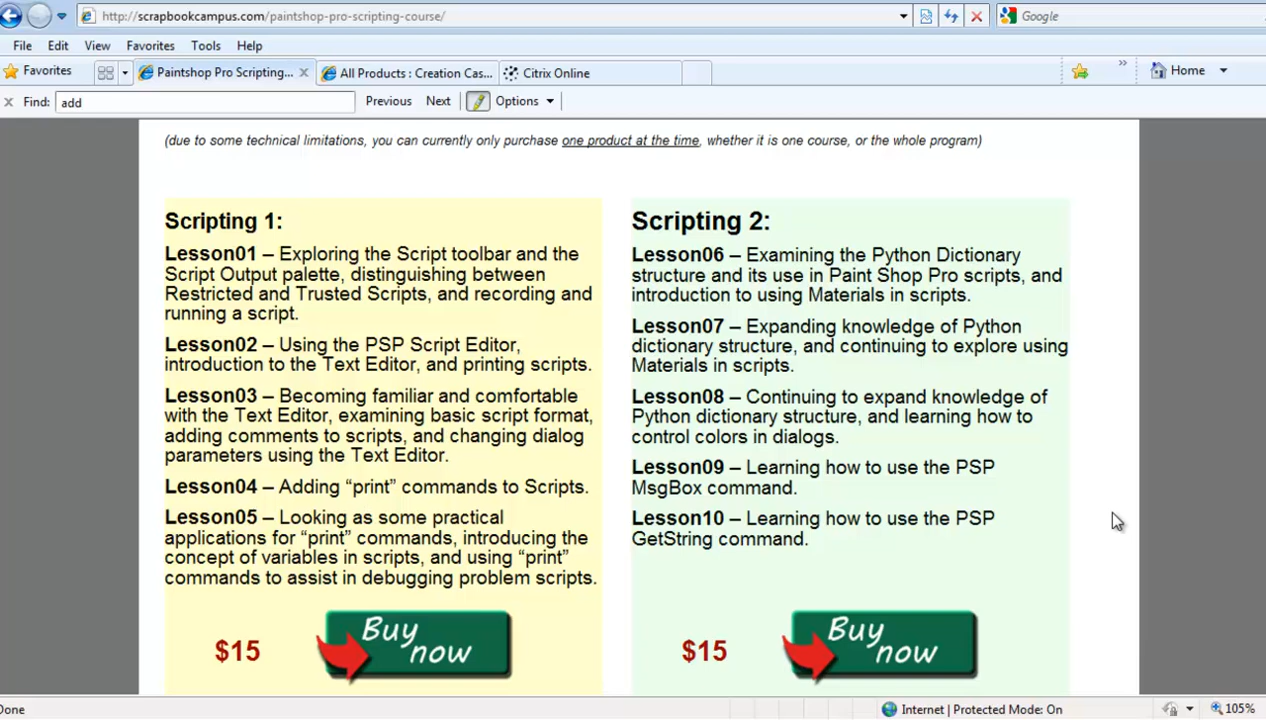 http://scrapbookcampus.com/paintshop-pro-scripting-course/
Google
File Edit View Favorites Tools Help
Favorites
Paintshop Pro Scripting...
All Products : Creation Cas...
Citrix Online
Home
Find: add
Previous Next Options
(due to some technical limitations, you can currently only purchase one product at the time, whether it is one course, or the whole program)
Scripting 1:
Lesson01 – Exploring the Script toolbar and the
Script Output palette, distinguishing between
Restricted and Trusted Scripts, and recording and
running a script.
Lesson02 – Using the PSP Script Editor,
introduction to the Text Editor, and printing scripts.
Lesson03 – Becoming familiar and comfortable
with the Text Editor, examining basic script format,
adding comments to scripts, and changing dialog
parameters using the Text Editor.
Lesson04 – Adding “print” commands to Scripts.
Lesson05 – Looking as some practical
applications for “print” commands, introducing the
concept of variables in scripts, and using “print”
commands to assist in debugging problem scripts.
$15
Buy
now
Scripting 2:
Lesson06 – Examining the Python Dictionary
structure and its use in Paint Shop Pro scripts, and
introduction to using Materials in scripts.
Lesson07 – Expanding knowledge of Python
dictionary structure, and continuing to explore using
Materials in scripts.
Lesson08 – Continuing to expand knowledge of
Python dictionary structure, and learning how to
control colors in dialogs.
Lesson09 – Learning how to use the PSP
MsgBox command.
Lesson10 – Learning how to use the PSP
GetString command.
$15
Buy
now
Done
Internet | Protected Mode: On
105%